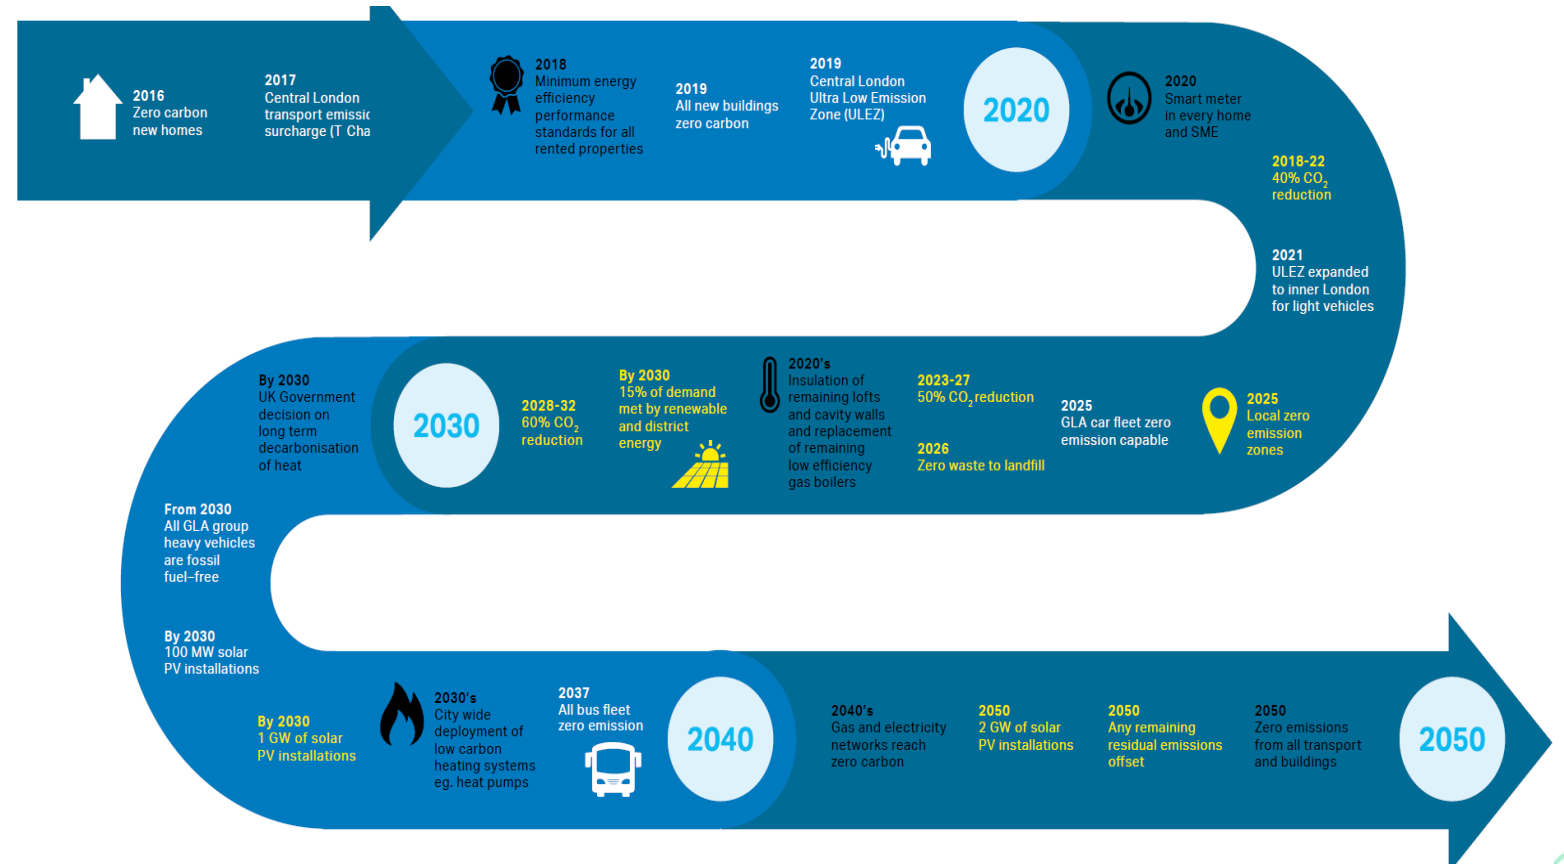 2016
Zero carbon
new homes
2017
Central London
transport emissic
surcharge (T Cha
2018
Minimum energy
efficiency
performance
standards for all
rented properties
2019
All new buildings
zero carbon
2019
Central London
Ultra Low Emission
Zone (ULEZ)
2020
2020
Smart meter
in every home
and SME
2018-22
40% CO₂
reduction
2021
ULEZ expanded
to inner London
for light vehicles
2025
Local zero
emission
zones
2025
GLA car fleet zero
emission capable
2023-27
50% CO₂ reduction
2026
Zero waste to landfill
2020's
Insulation of
remaining lofts
and cavity walls
and replacement
of remaining
low efficiency
gas boilers
By 2030
15% of demand
met by renewable
and district
energy
2028-32
60% CO₂
reduction
2030
By 2030
UK Government
decision on
long term
decarbonisation
of heat
From 2030
All GLA group
heavy vehicles
are fossil
fuel–free
By 2030
100 MW solar
PV installations
By 2030
1 GW of solar
PV installations
2030's
City wide
deployment of
low carbon
heating systems
eg. heat pumps
2037
All bus fleet
zero emission
2040
2040's
Gas and electricity
networks reach
zero carbon
2050
2 GW of solar
PV installations
2050
Any remaining
residual emissions
offset
2050
Zero emissions
from all transport
and buildings
2050